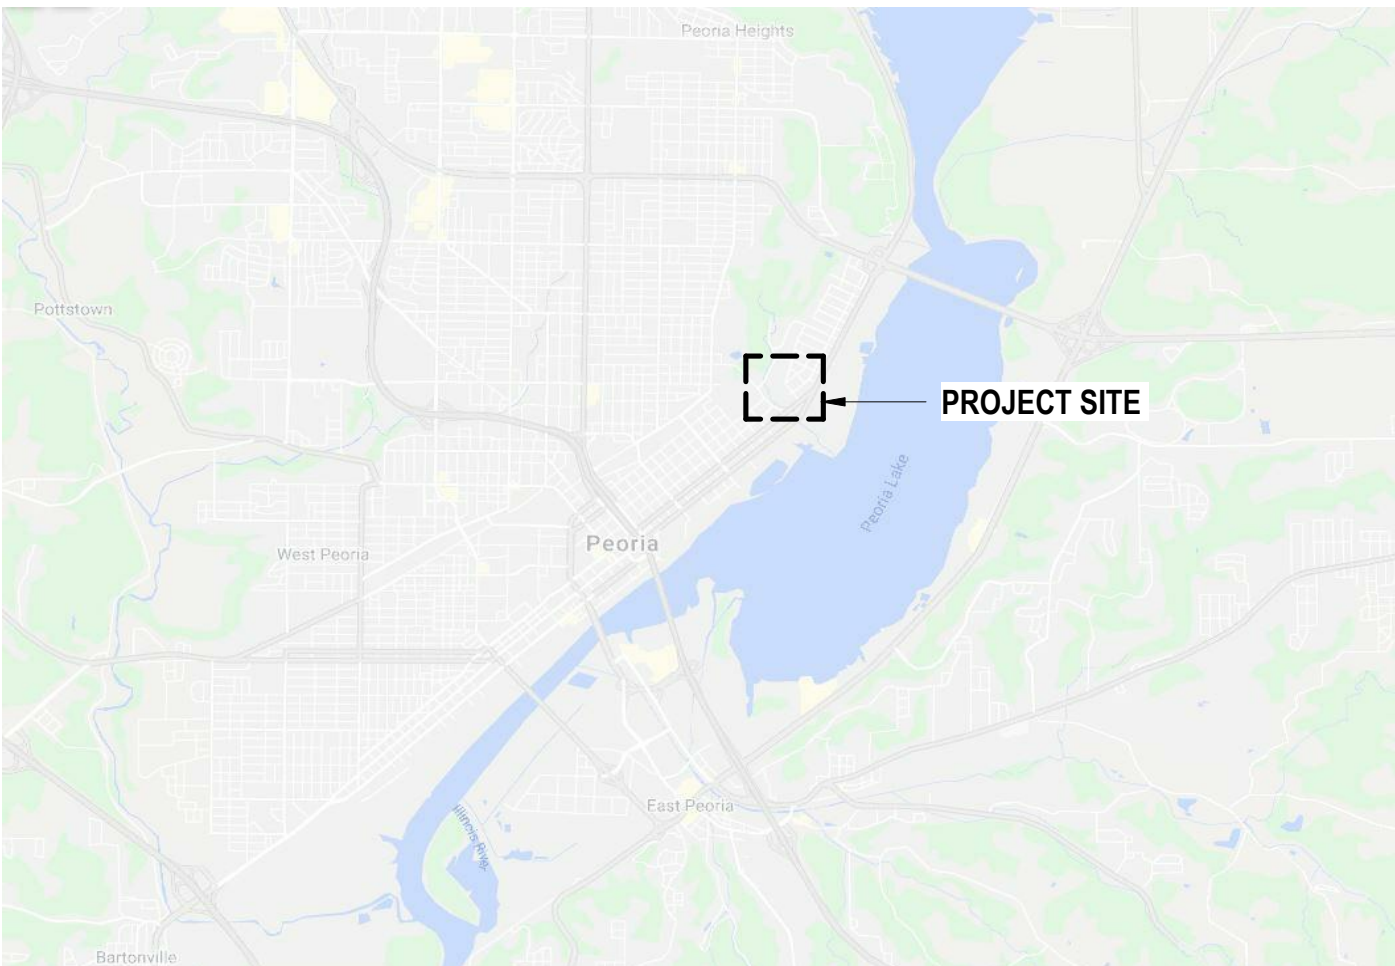 Peoria Heights
Pottstown
PROJECT SITE
Peoria Lake
Peoria
West Peoria
East Peoria
Illinois River
Bartonville